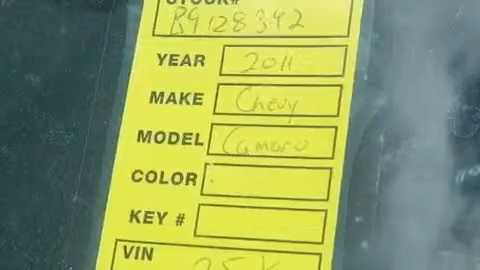 STOCK#
B9128342
YEAR 2011
MAKE Chevy
MODEL Camaro
COLOR
KEY #
VIN